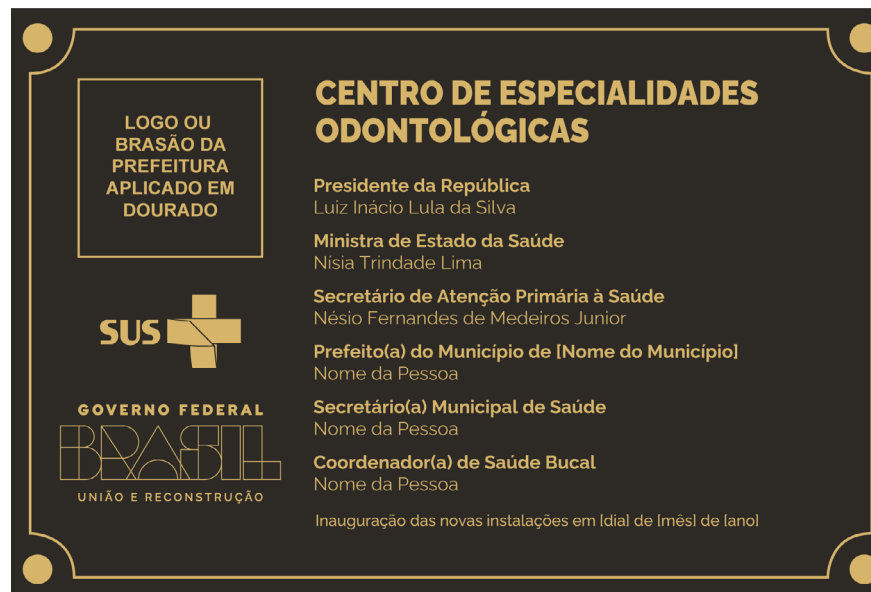 LOGO OU
BRASÃO DA
PREFEITURA
APLICADO EM
DOURADO
SUS
GOVERNO FEDERAL
BRASIL
UNIÃO E RECONSTRUÇÃO
CENTRO DE ESPECIALIDADES
ODONTOLÓGICAS
Presidente da República
Luiz Inácio Lula da Silva
Ministra de Estado da Saúde
Nísia Trindade Lima
Secretário de Atenção Primária à Saúde
Nésio Fernandes de Medeiros Junior
Prefeito(a) do Município de [Nome do Município]
Nome da Pessoa
Secretário(a) Municipal de Saúde
Nome da Pessoa
Coordenador(a) de Saúde Bucal
Nome da Pessoa
Inauguração das novas instalações em [dia] de [mês] de [ano]